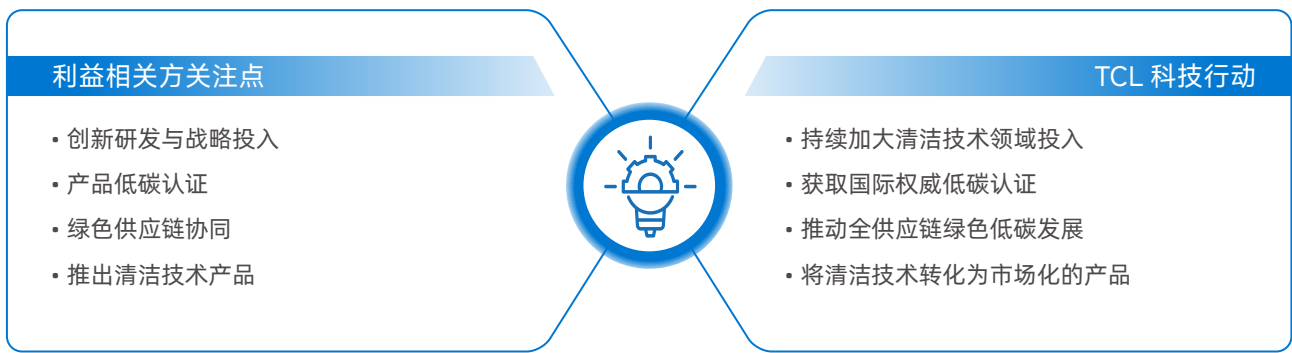 利益相关方关注点
• 创新研发与战略投入
• 产品低碳认证
• 绿色供应链协同
• 推出清洁技术产品
TCL 科技行动
• 持续加大清洁技术领域投入
• 获取国际权威低碳认证
• 推动全供应链绿色低碳发展
• 将清洁技术转化为市场化的产品